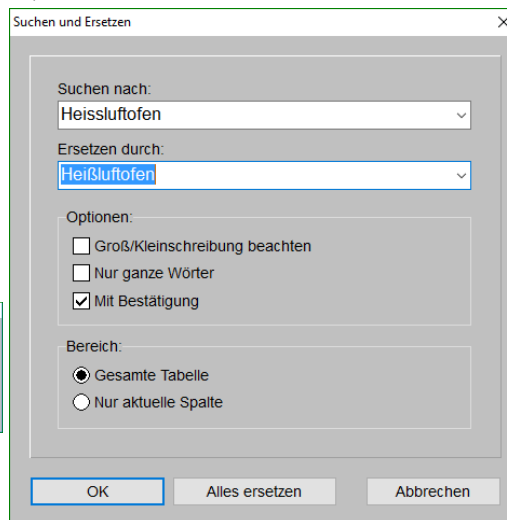 Suchen und Ersetzen
Suchen nach:
Heissluftofen
Ersetzen durch:
Heißluftofen
Optionen:
Groß/Kleinschreibung beachten
Nur ganze Wörter
Mit Bestätigung
Bereich:
Gesamte Tabelle
Nur aktuelle Spalte
OK Alles ersetzen Abbrechen